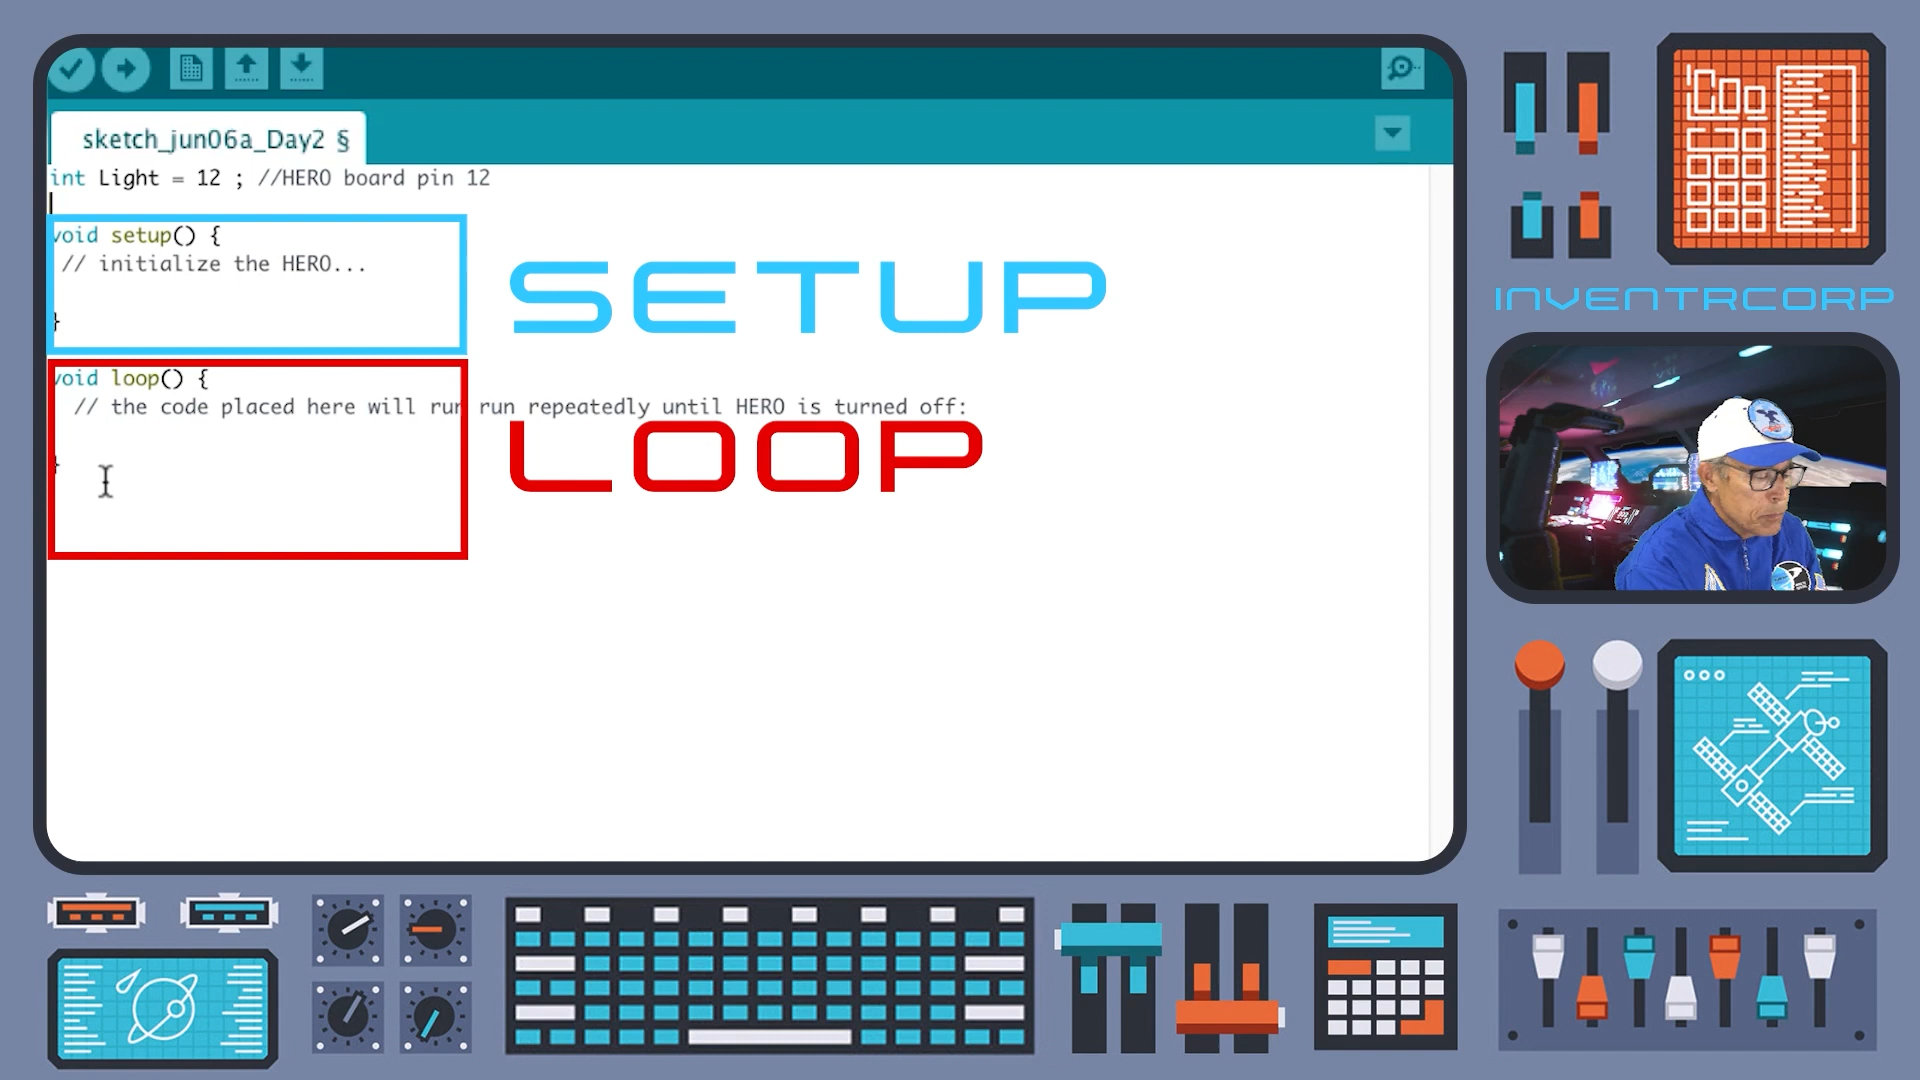 sketch_jun06a_Day2 §
int Light = 12 ; //HERO board pin 12
void setup() {
// initialize the HERO...
}
SETUP
void loop() {
// the code placed here will run run repeatedly until HERO is turned off:
}
LOOP
INVENTRCORP